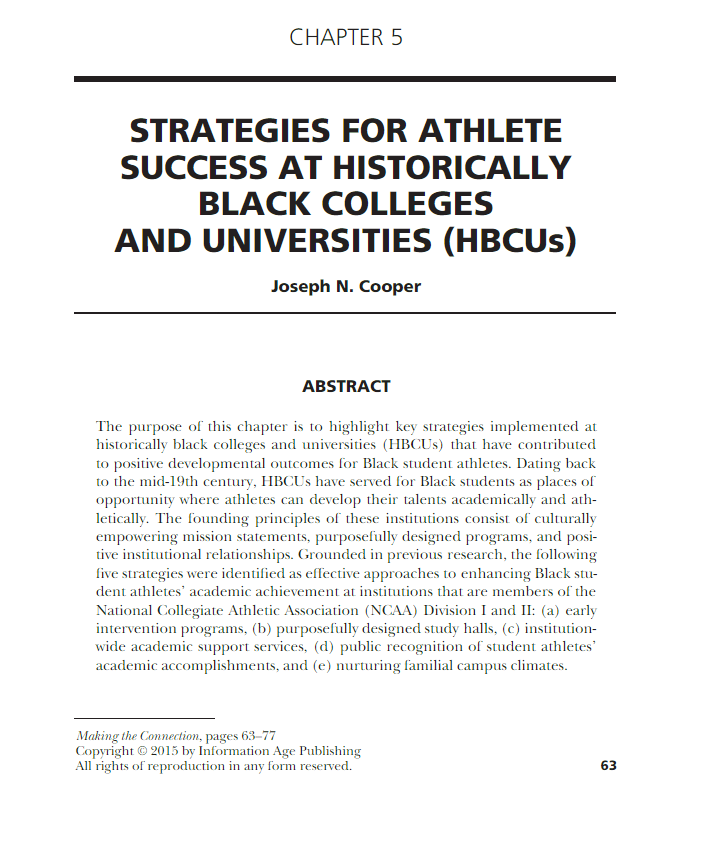 CHAPTER 5
STRATEGIES FOR ATHLETE
SUCCESS AT HISTORICALLY
BLACK COLLEGES
AND UNIVERSITIES (HBCUs)
Joseph N. Cooper
ABSTRACT
The purpose of this chapter is to highlight key strategies implemented at
historically black colleges and universities (HBCUs) that have contributed
to positive developmental outcomes for Black student athletes. Dating back
to the mid-19th century, HBCUs have served for Black students as places of
opportunity where athletes can develop their talents academically and ath-
letically. The founding principles of these institutions consist of culturally
empowering mission statements, purposefully designed programs, and posi-
tive institutional relationships. Grounded in previous research, the following
five strategies were identified as effective approaches to enhancing Black stu-
dent athletes’ academic achievement at institutions that are members of the
National Collegiate Athletic Association (NCAA) Division I and II: (a) early
intervention programs, (b) purposefully designed study halls, (c) institution-
wide academic support services, (d) public recognition of student athletes’
academic accomplishments, and (e) nurturing familial campus climates.
Making the Connection, pages 63–77
Copyright © 2015 by Information Age Publishing
All rights of reproduction in any form reserved.
63